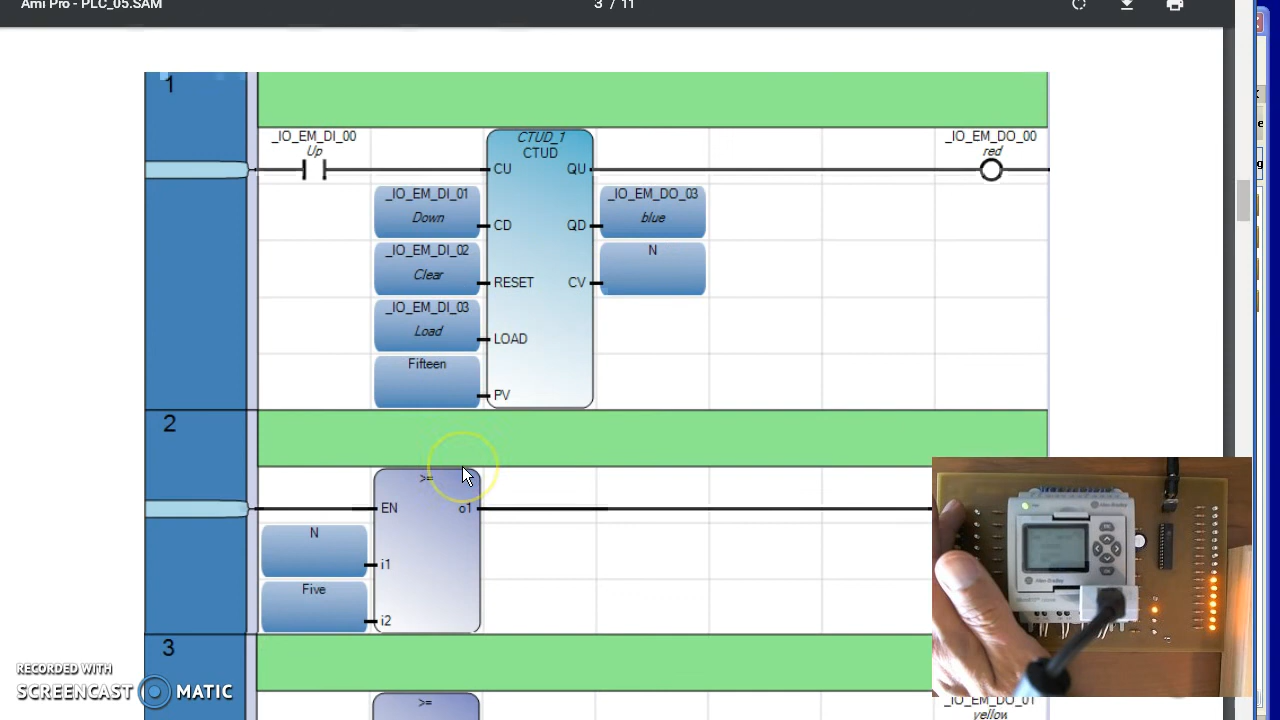 Ami Pro - PLC_05.SAM
3 / 11
1
_IO_EM_DI_00
Up
CTUD_1
CTUD
_IO_EM_DO_00
red
CU
QU
_IO_EM_DI_01
Down
CD
QD
_IO_EM_DO_03
blue
_IO_EM_DI_02
Clear
RESET
CV
N
_IO_EM_DI_03
Load
LOAD
Fifteen
PV
2
>=
EN
o1
N
i1
Five
i2
3
>=
_IO_EM_DO_01
yellow
RECORDED WITH
SCREENCAST MATIC